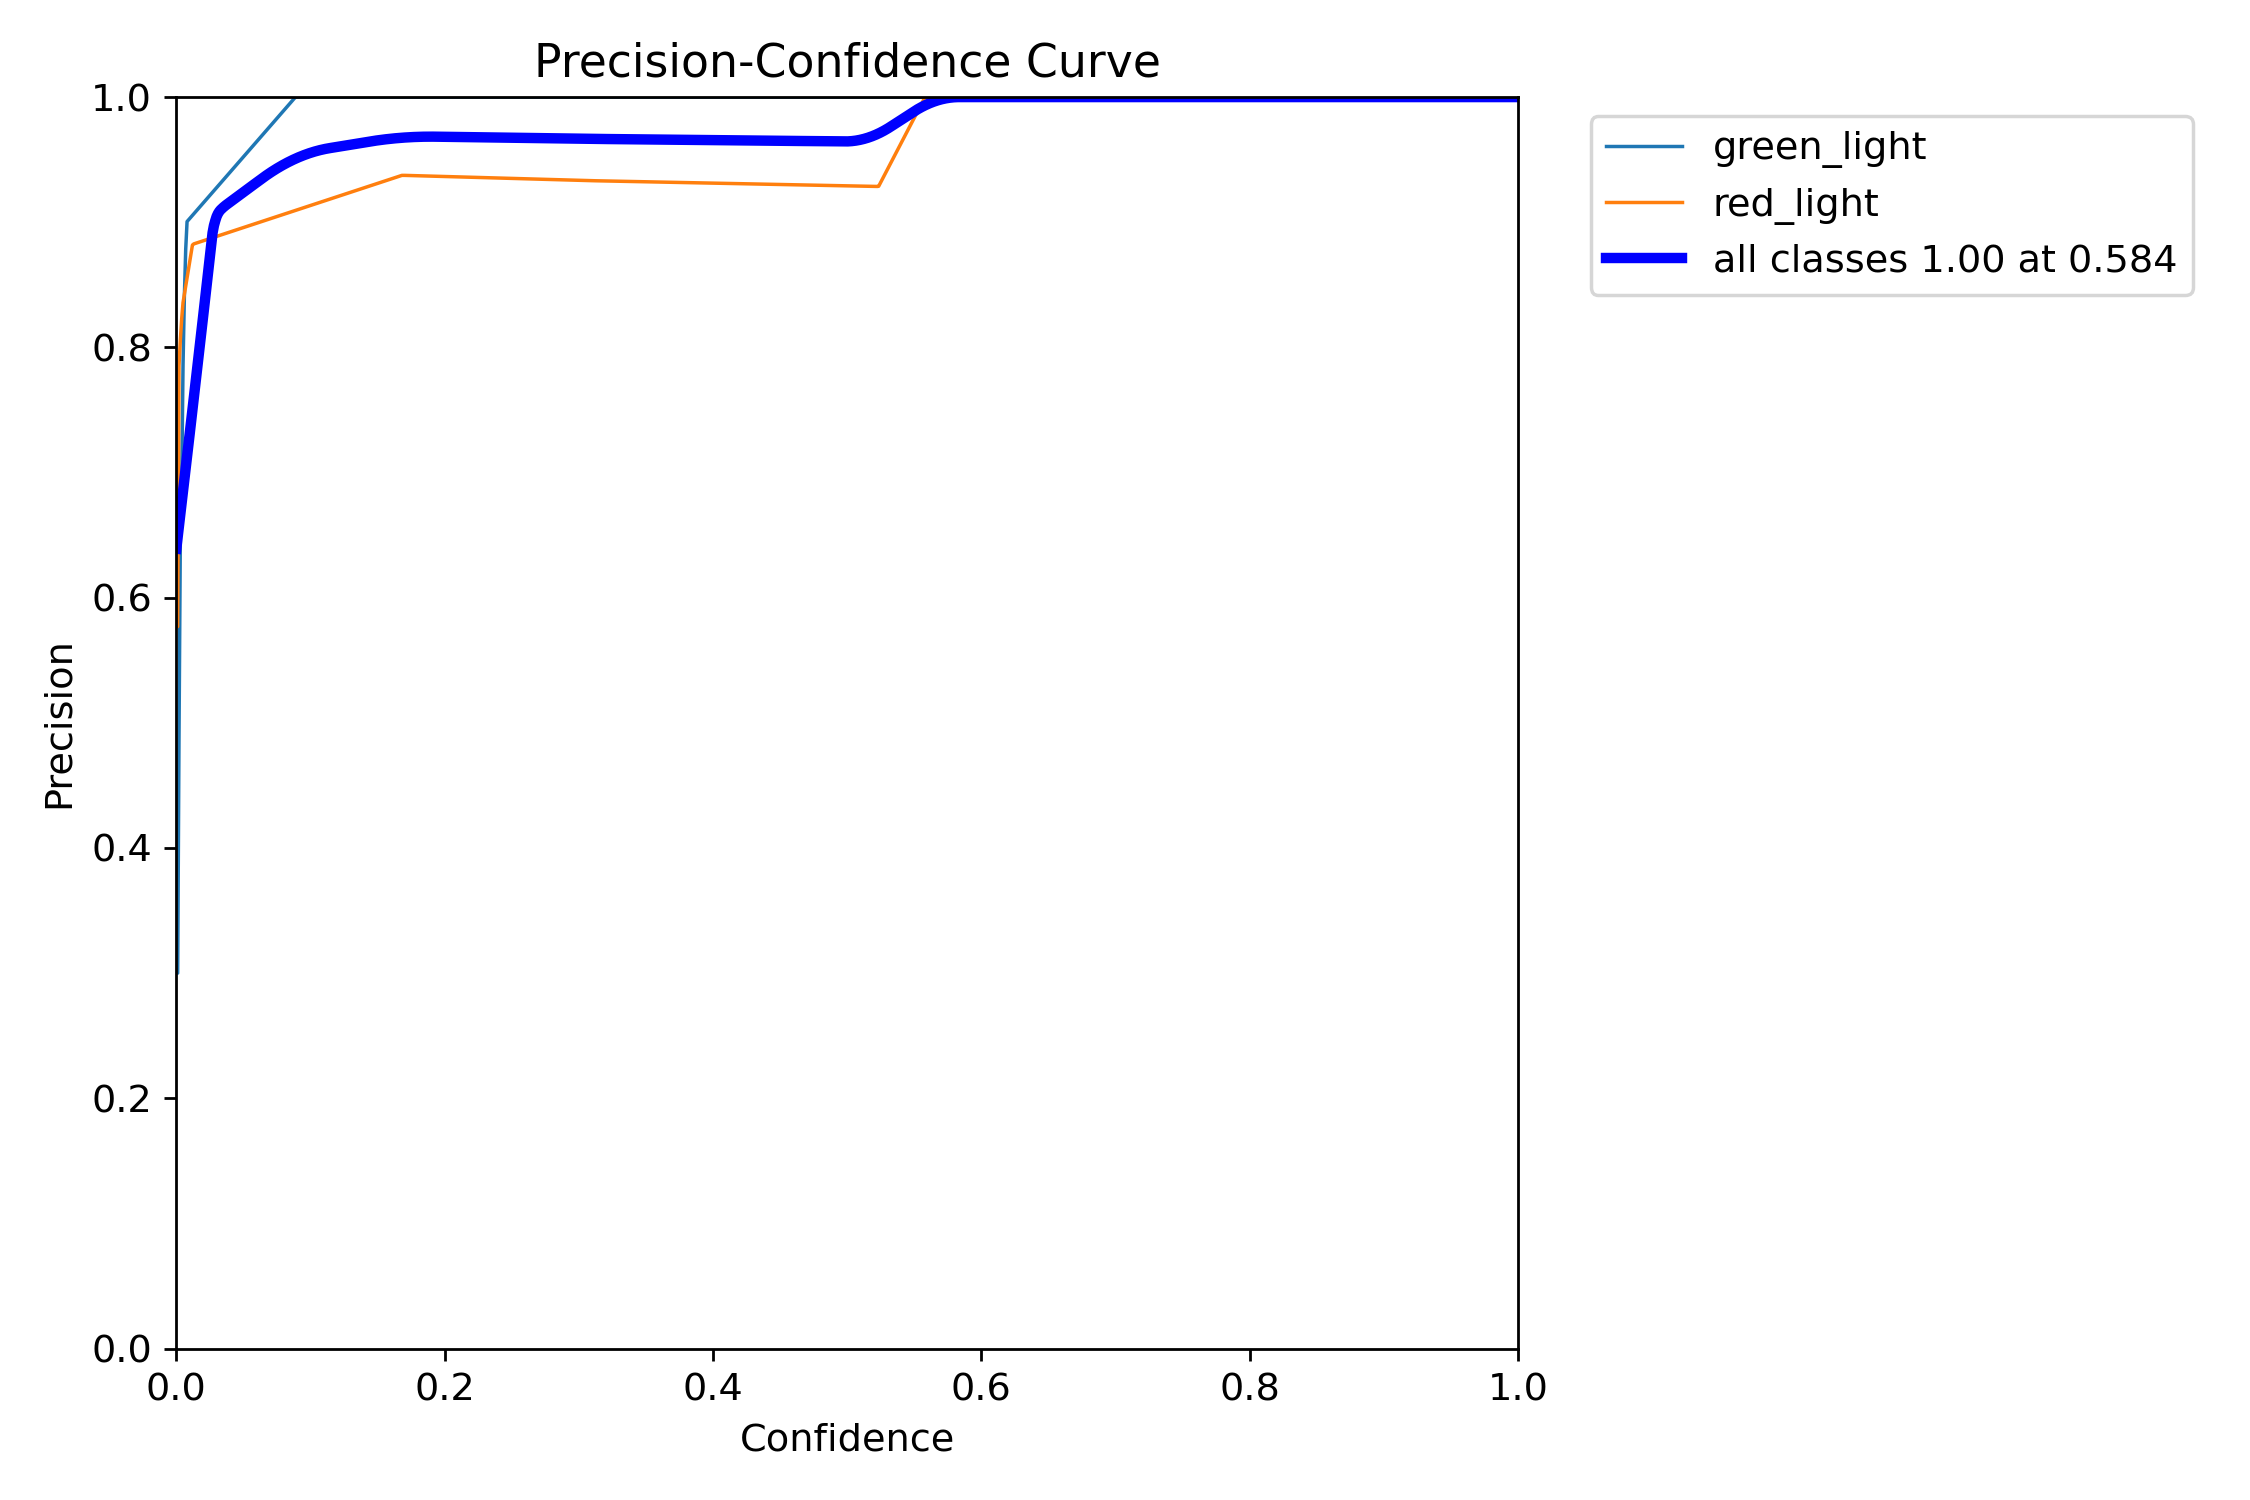 Precision-Confidence Curve
1.0
0.8
0.6
0.4
0.2
0.0
Precision
0.0 0.2 0.4 0.6 0.8 1.0
Confidence
green_light
red_light
all classes 1.00 at 0.584